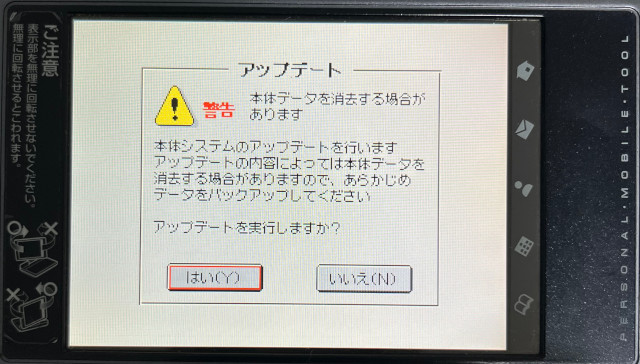 ご注意
表示部を無理に回転させないでください。
無理に回転させるとこわれます。
アップデート
警告
本体データを消去する場合が
あります
本体システムのアップデートを行います
アップデートの内容によっては本体データを
消去する場合がありますので、あらかじめ
データをバックアップしてください
アップデートを実行しますか?
はい(Y)
いいえ(N)
PERSONAL・MOBILE・TOOL